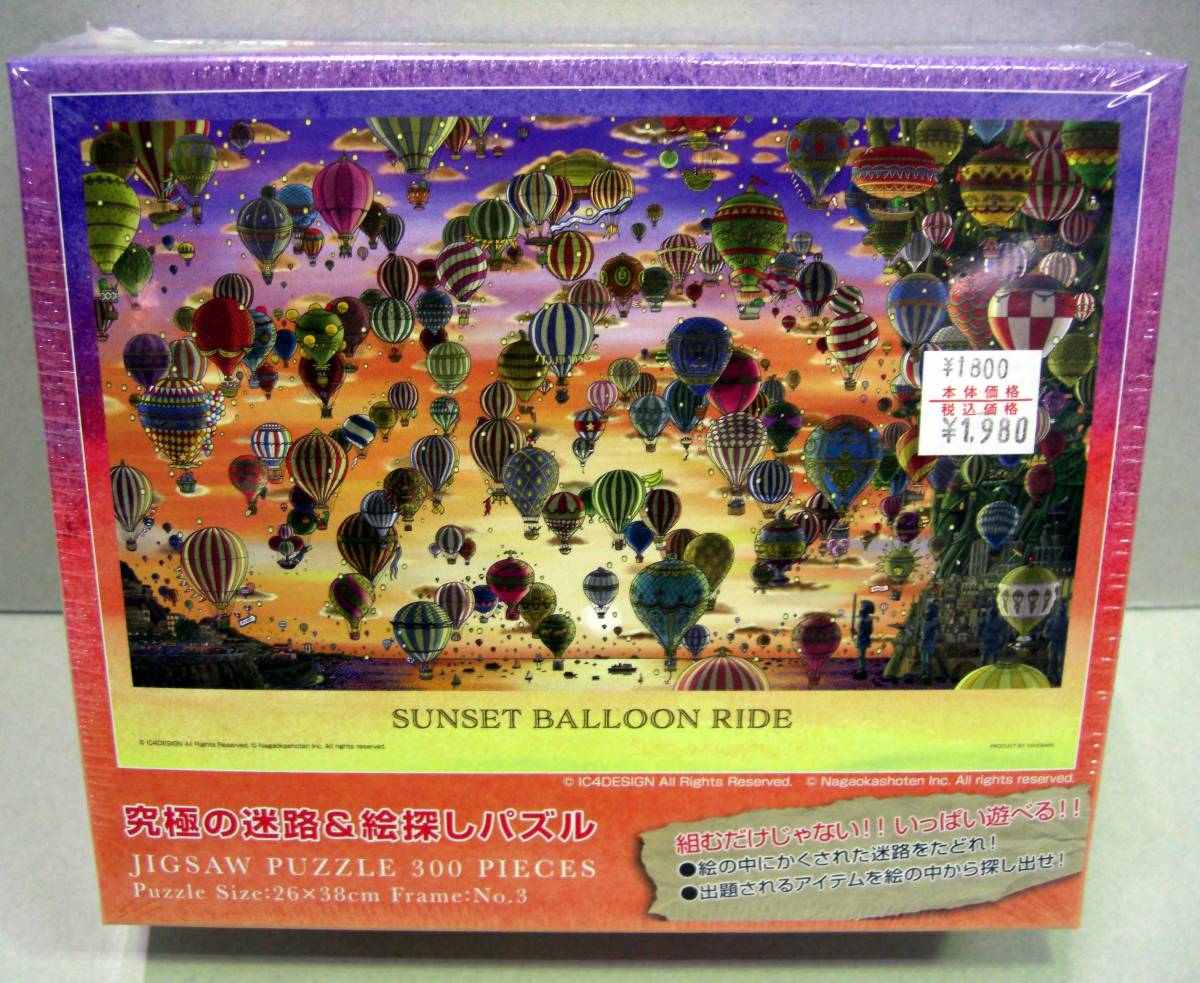 ¥1800
本体価格
税込価格
¥1,980
SUNSET BALLOON RIDE
© IC4DESIGN All Rights Reserved. © Nagaokashoten Inc. All rights reserved.
PRODUCT BY YANOMAN
© IC4DESIGN All Rights Reserved. © Nagaokashoten Inc. All rights reserved.
究極の迷路&絵探しパズル
JIGSAW PUZZLE 300 PIECES
Puzzle Size:26×38cm Frame:No.3
組むだけじゃない!! いっぱい遊べる!!
●絵の中にかくされた迷路をたどれ!
●出題されるアイテムを絵の中から探し出せ!